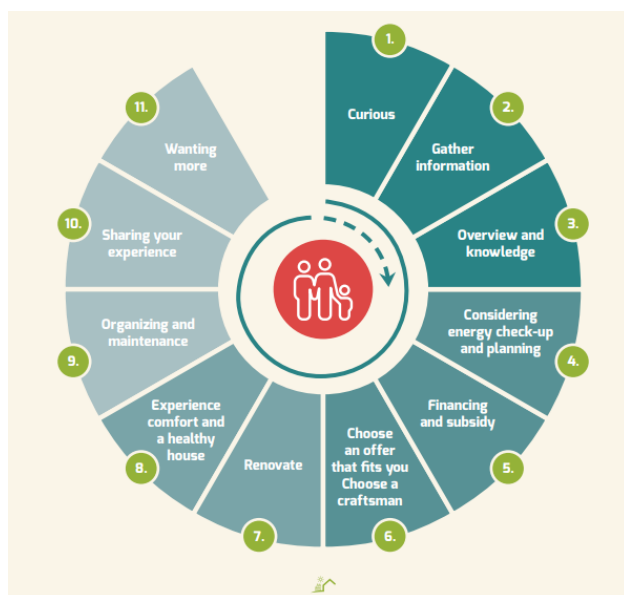 1.
Curious
2.
Gather
information
3.
Overview and
knowledge
4.
Considering
energy check-up
and planning
5.
Financing
and subsidy
6.
Choose
an offer
that fits you
Choose a
craftsman
7.
Renovate
8.
Experience
comfort and
a healthy
house
9.
Organizing and
maintenance
10.
Sharing your
experience
11.
Wanting
more